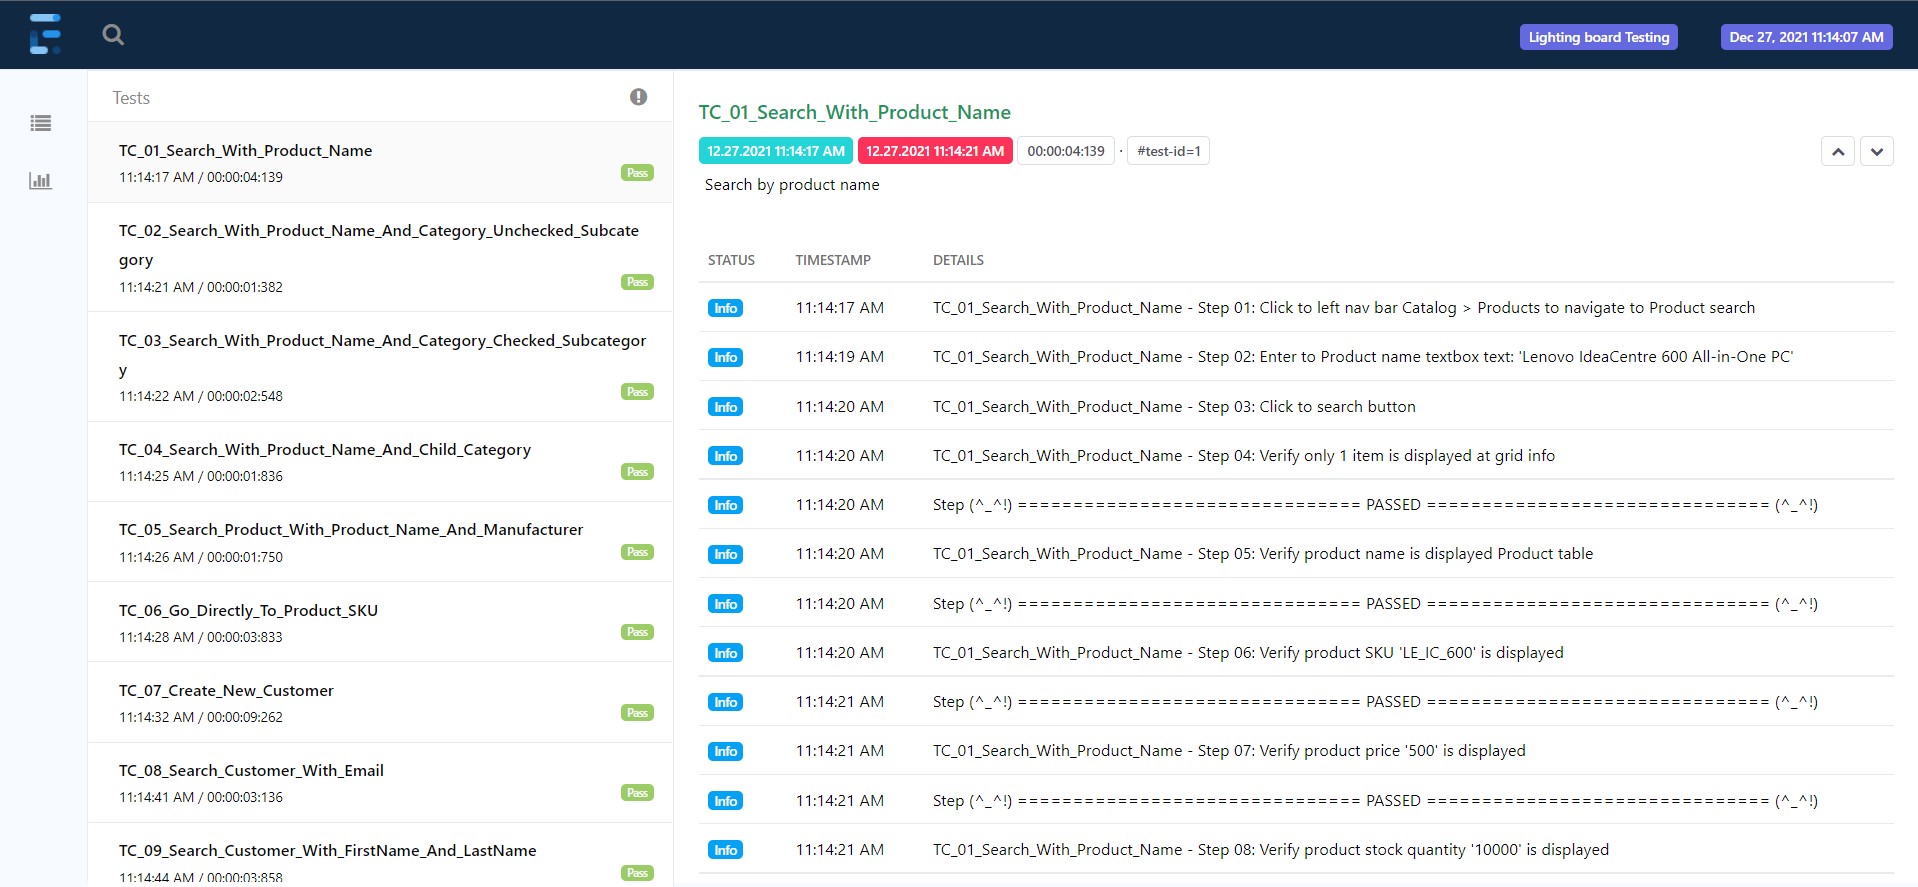 Lighting board Testing
Dec 27, 2021 11:14:07 AM
Tests
TC_01_Search_With_Product_Name
11:14:17 AM / 00:00:04:139
Pass
TC_02_Search_With_Product_Name_And_Category_Unchecked_Subcate
gory
11:14:21 AM / 00:00:01:382
Pass
TC_03_Search_With_Product_Name_And_Category_Checked_Subcategor
y
11:14:22 AM / 00:00:02:548
Pass
TC_04_Search_With_Product_Name_And_Child_Category
11:14:25 AM / 00:00:01:836
Pass
TC_05_Search_Product_With_Product_Name_And_Manufacturer
11:14:26 AM / 00:00:01:750
Pass
TC_06_Go_Directly_To_Product_SKU
11:14:28 AM / 00:00:03:833
Pass
TC_07_Create_New_Customer
11:14:32 AM / 00:00:09:262
Pass
TC_08_Search_Customer_With_Email
11:14:41 AM / 00:00:03:136
Pass
TC_09_Search_Customer_With_FirstName_And_LastName
11:14:44 AM / 00:00:03:858
Pass
TC_01_Search_With_Product_Name
12.27.2021 11:14:17 AM 12.27.2021 11:14:21 AM 00:00:04:139 · #test-id=1
Search by product name
STATUS TIMESTAMP DETAILS
Info 11:14:17 AM TC_01_Search_With_Product_Name - Step 01: Click to left nav bar Catalog > Products to navigate to Product search
Info 11:14:19 AM TC_01_Search_With_Product_Name - Step 02: Enter to Product name textbox text: 'Lenovo IdeaCentre 600 All-in-One PC'
Info 11:14:20 AM TC_01_Search_With_Product_Name - Step 03: Click to search button
Info 11:14:20 AM TC_01_Search_With_Product_Name - Step 04: Verify only 1 item is displayed at grid info
Info 11:14:20 AM Step (^_^!) =============================== PASSED =============================== (^_^!)
Info 11:14:20 AM TC_01_Search_With_Product_Name - Step 05: Verify product name is displayed Product table
Info 11:14:20 AM Step (^_^!) =============================== PASSED =============================== (^_^!)
Info 11:14:20 AM TC_01_Search_With_Product_Name - Step 06: Verify product SKU 'LE_IC_600' is displayed
Info 11:14:21 AM Step (^_^!) =============================== PASSED =============================== (^_^!)
Info 11:14:21 AM TC_01_Search_With_Product_Name - Step 07: Verify product price '500' is displayed
Info 11:14:21 AM Step (^_^!) =============================== PASSED =============================== (^_^!)
Info 11:14:21 AM TC_01_Search_With_Product_Name - Step 08: Verify product stock quantity '10000' is displayed